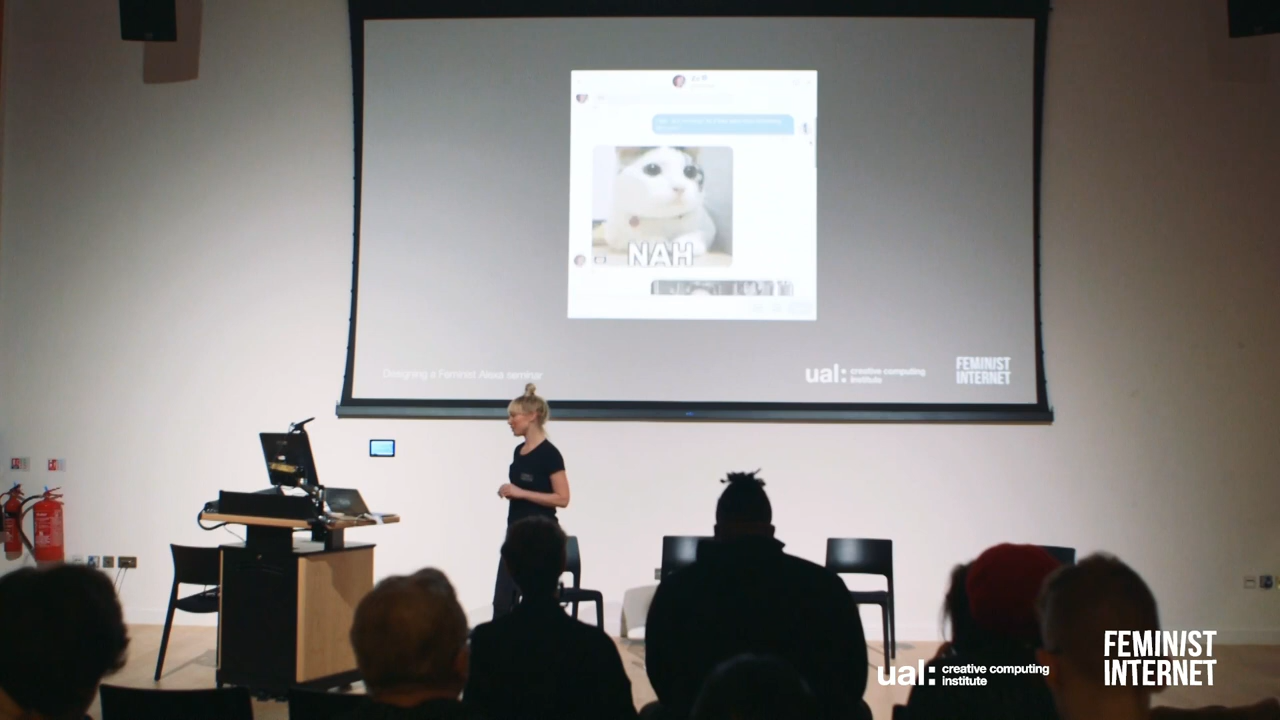 NAH
Designing a Feminist Alexa seminar
ual: creative computing
institute
FEMINIST
INTERNET
ual: creative computing
institute
FEMINIST
INTERNET